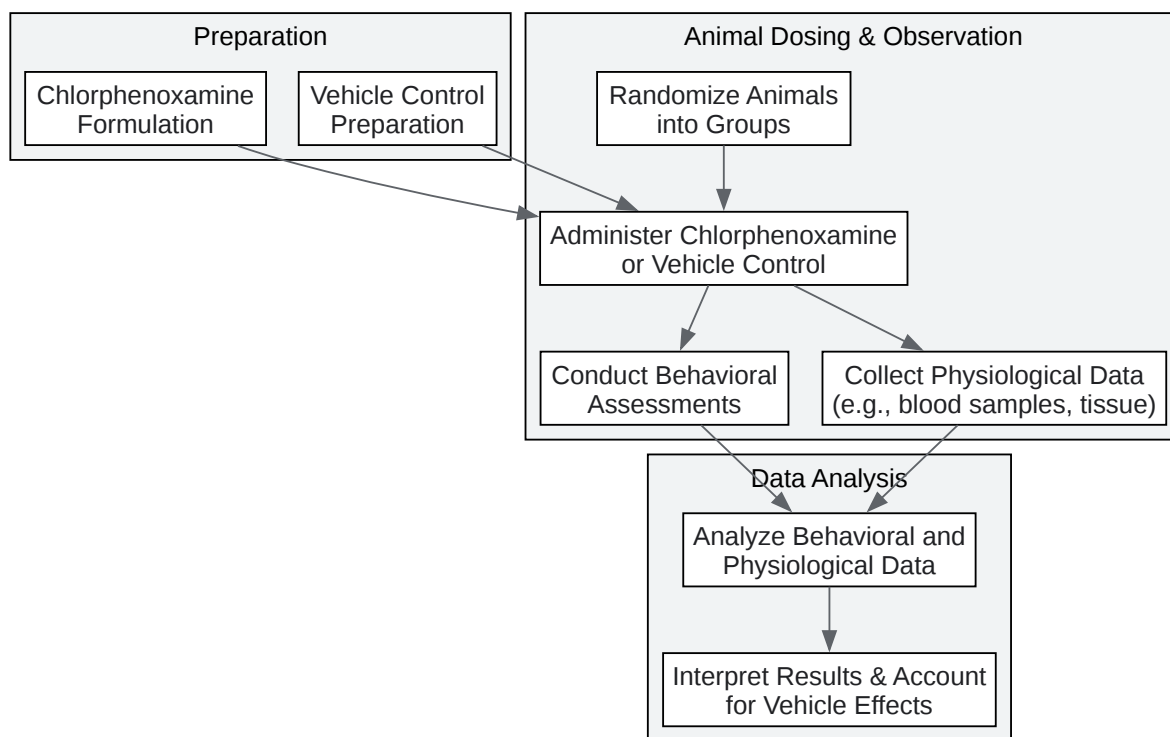 Preparation
Animal Dosing & Observation
Chlorphenoxamine
Formulation
Vehicle Control
Preparation
Randomize Animals
into Groups
Administer Chlorphenoxamine
or Vehicle Control
Conduct Behavioral
Assessments
Collect Physiological Data
(e.g., blood samples, tissue)
Data Analysis
Analyze Behavioral and
Physiological Data
Interpret Results & Account
for Vehicle Effects